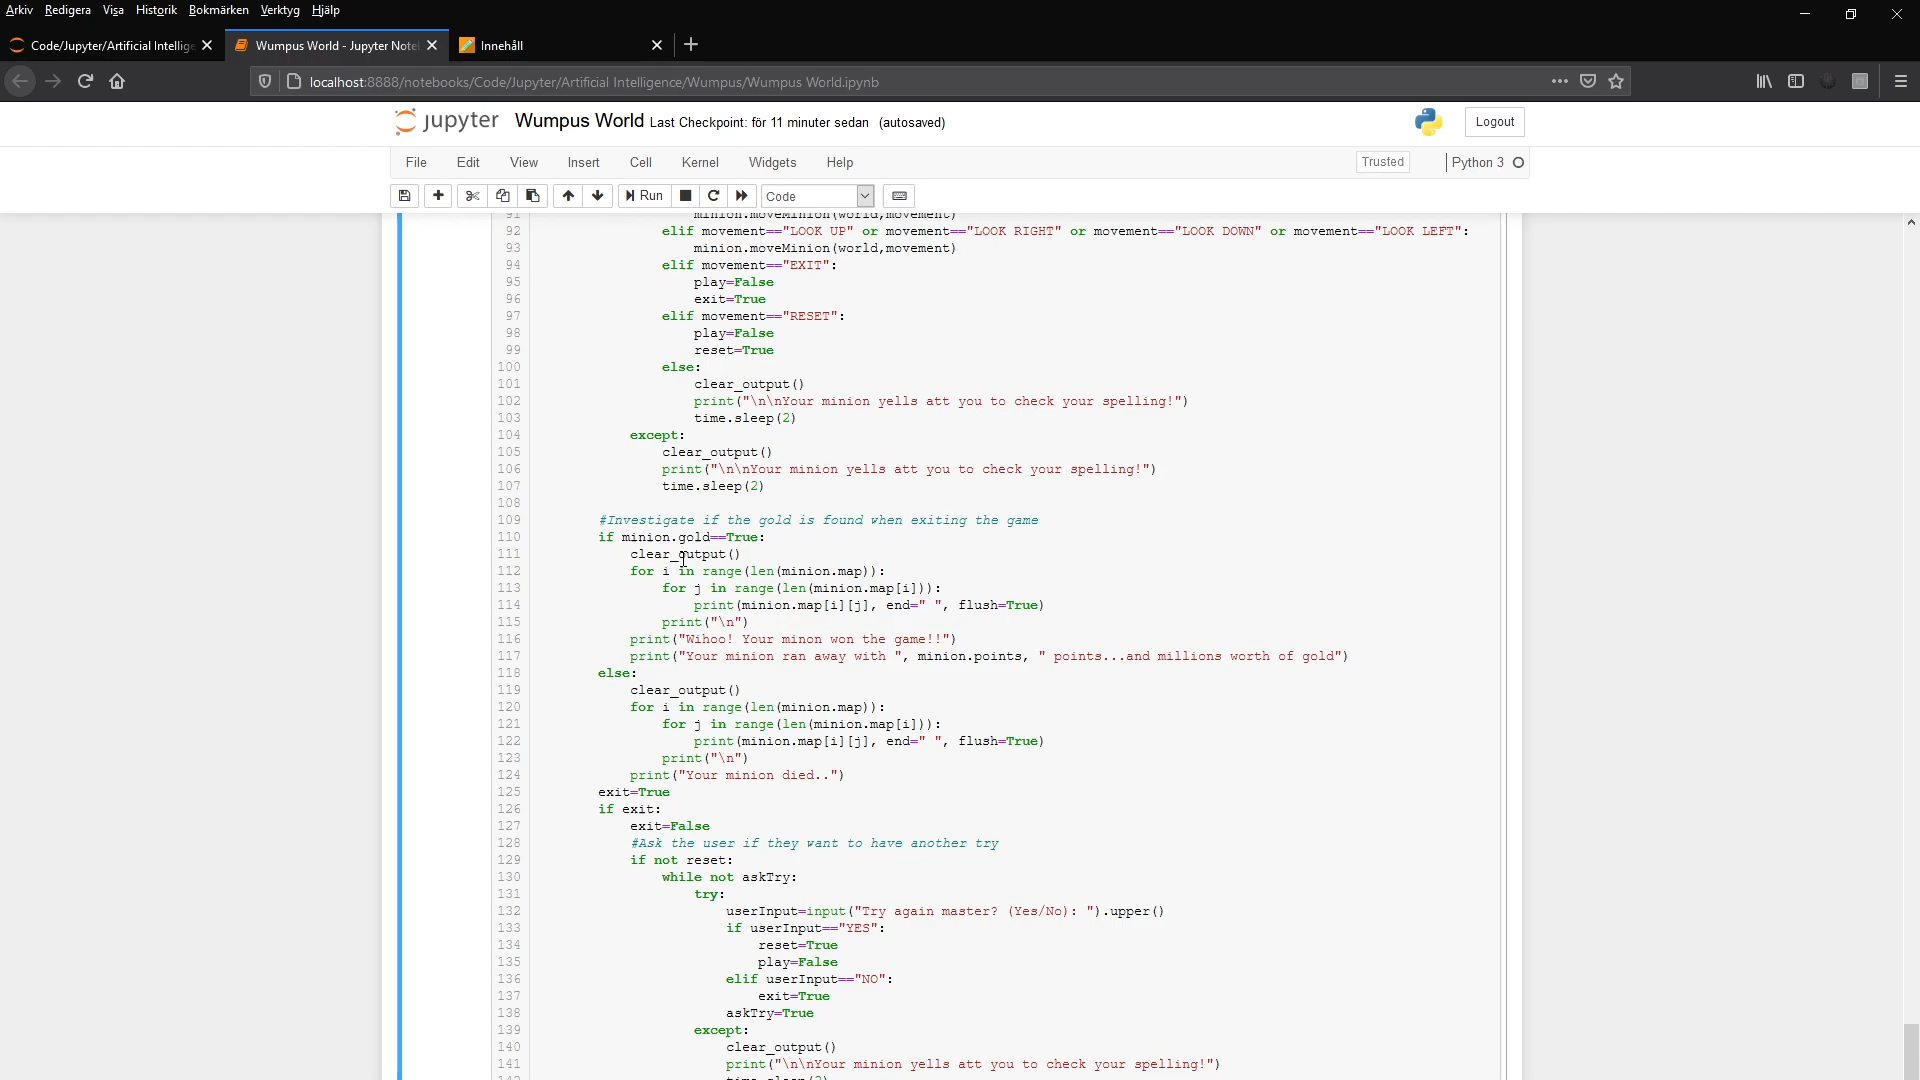 Arkiv Redigera Visa Historik Bokmärken Verktyg Hjälp
Code/Jupyter/Artificial Intellige
Wumpus World - Jupyter Note
Innehåll
localhost:8888/notebooks/Code/Jupyter/Artificial Intelligence/Wumpus/Wumpus World.ipynb
jupyter Wumpus World Last Checkpoint: för 11 minuter sedan (autosaved)
Logout
File Edit View Insert Cell Kernel Widgets Help
Trusted
Python 3
Run
Code
91 minion.moveMinion(world,movement)
92 elif movement=="LOOK UP" or movement=="LOOK RIGHT" or movement=="LOOK DOWN" or movement=="LOOK LEFT":
93 minion.moveMinion(world,movement)
94 elif movement=="EXIT":
95 play=False
96 exit=True
97 elif movement=="RESET":
98 play=False
99 reset=True
100 else:
101 clear_output()
102 print("\n\nYour minion yells att you to check your spelling!")
103 time.sleep(2)
104 except:
105 clear_output()
106 print("\n\nYour minion yells att you to check your spelling!")
107 time.sleep(2)
108
109 #Investigate if the gold is found when exiting the game
110 if minion.gold==True:
111 clear_output()
112 for i in range(len(minion.map)):
113 for j in range(len(minion.map[i])):
114 print(minion.map[i][j], end=" ", flush=True)
115 print("\n")
116 print("Wihoo! Your minon won the game!!")
117 print("Your minion ran away with ", minion.points, " points...and millions worth of gold")
118 else:
119 clear_output()
120 for i in range(len(minion.map)):
121 for j in range(len(minion.map[i])):
122 print(minion.map[i][j], end=" ", flush=True)
123 print("\n")
124 print("Your minion died..")
125 exit=True
126 if exit:
127 exit=False
128 #Ask the user if they want to have another try
129 if not reset:
130 while not askTry:
131 try:
132 userInput=input("Try again master? (Yes/No): ").upper()
133 if userInput=="YES":
134 reset=True
135 play=False
136 elif userInput=="NO":
137 exit=True
138 askTry=True
139 except:
140 clear_output()
141 print("\n\nYour minion yells att you to check your spelling!")
142 time.sleep(2)